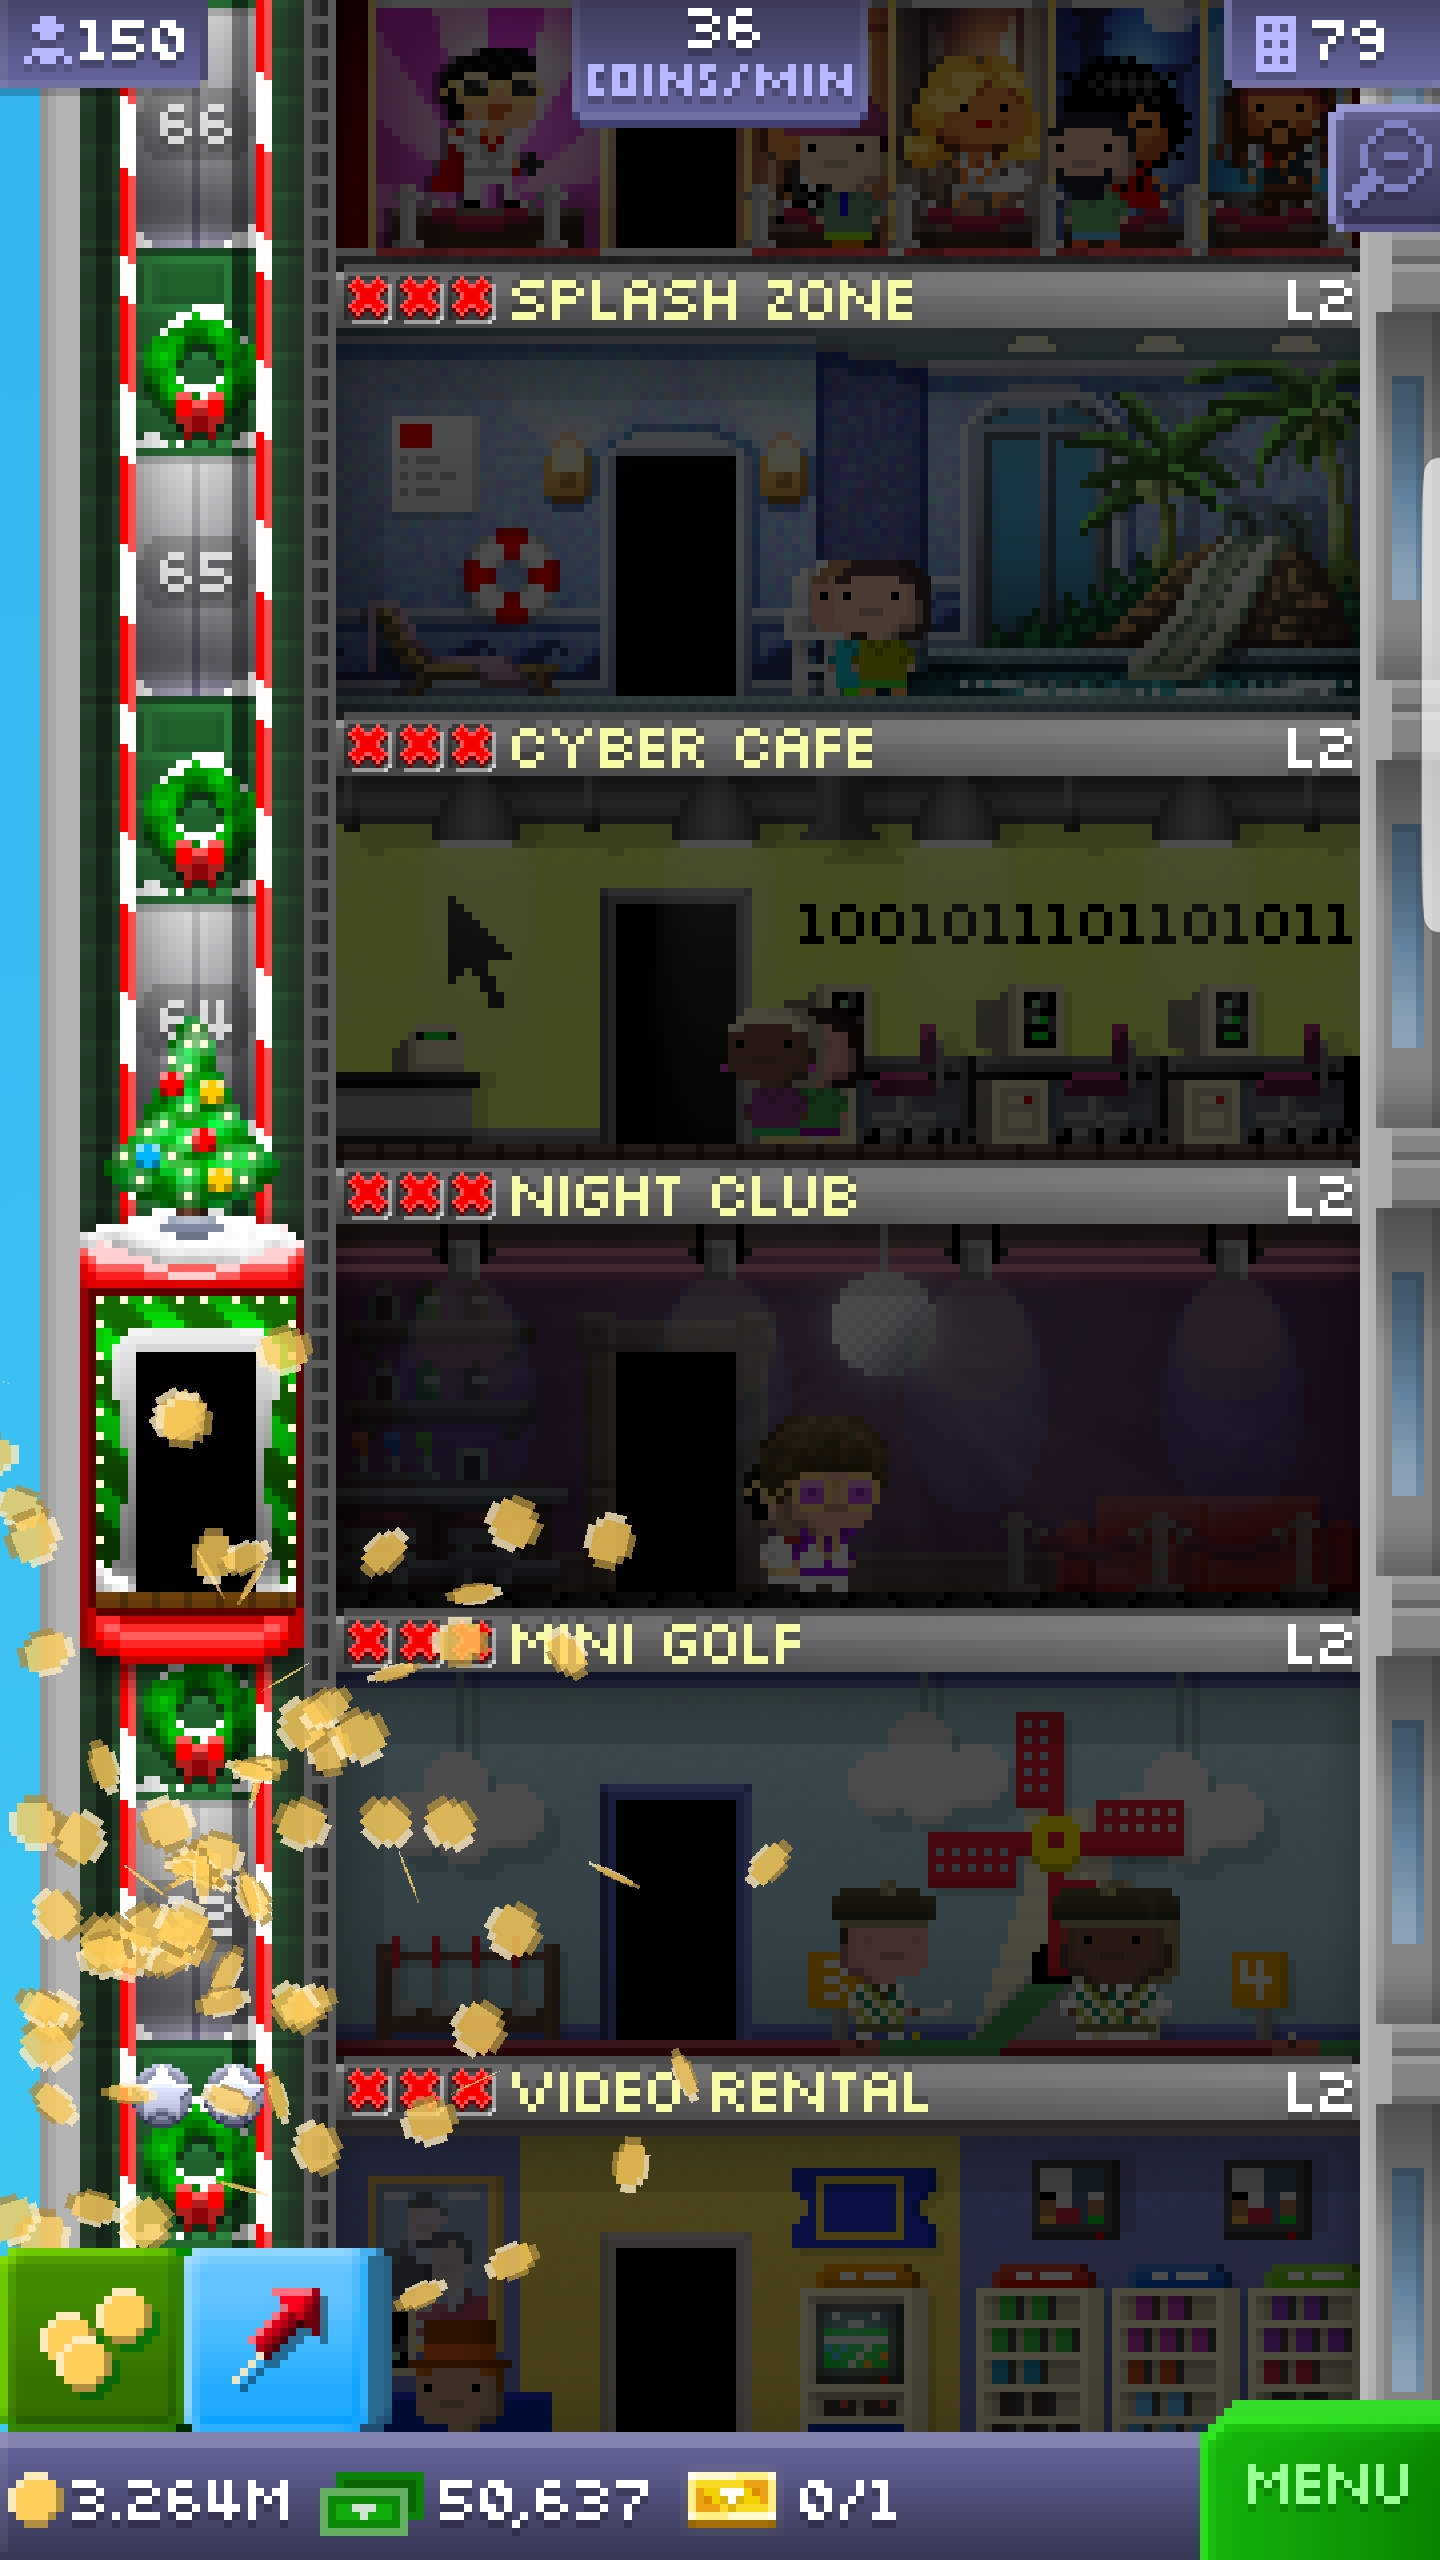 150
36
COINS/MIN
79
66
SPLASH ZONE L2
65
CYBER CAFE L2
1001011101101011
64
NIGHT CLUB L2
MINI GOLF L2
3
4
VIDEO RENTAL L2
3.264M 50,637 0/1
MENU